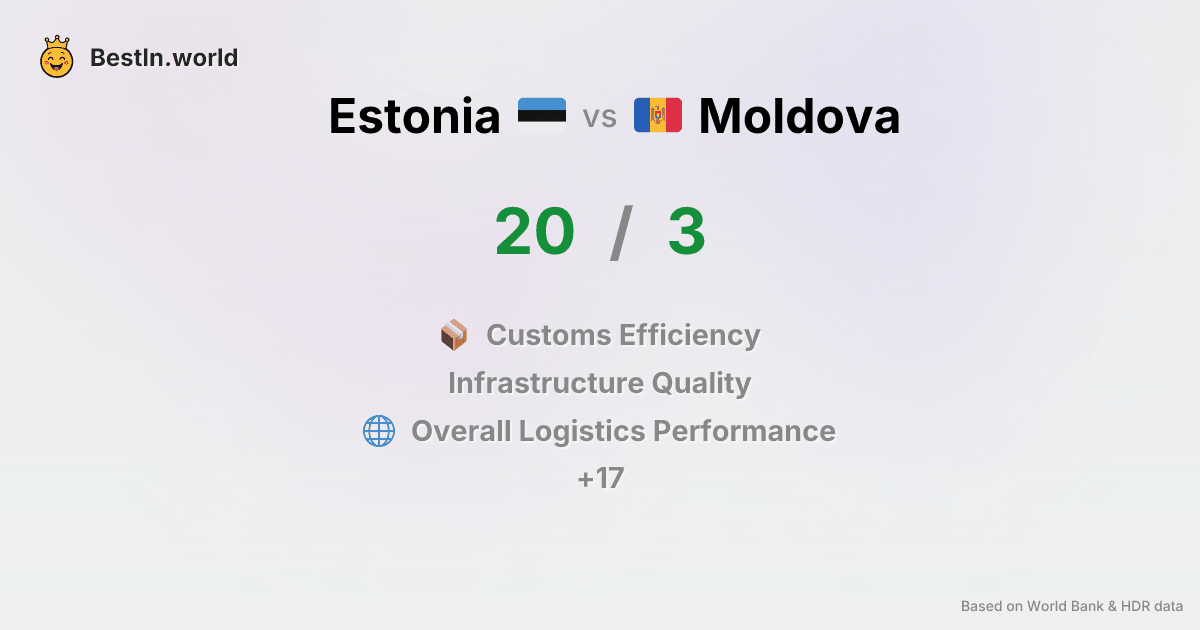 BestIn.world
Estonia vs Moldova
20 / 3
Customs Efficiency
Infrastructure Quality
Overall Logistics Performance
+17
Based on World Bank & HDR data